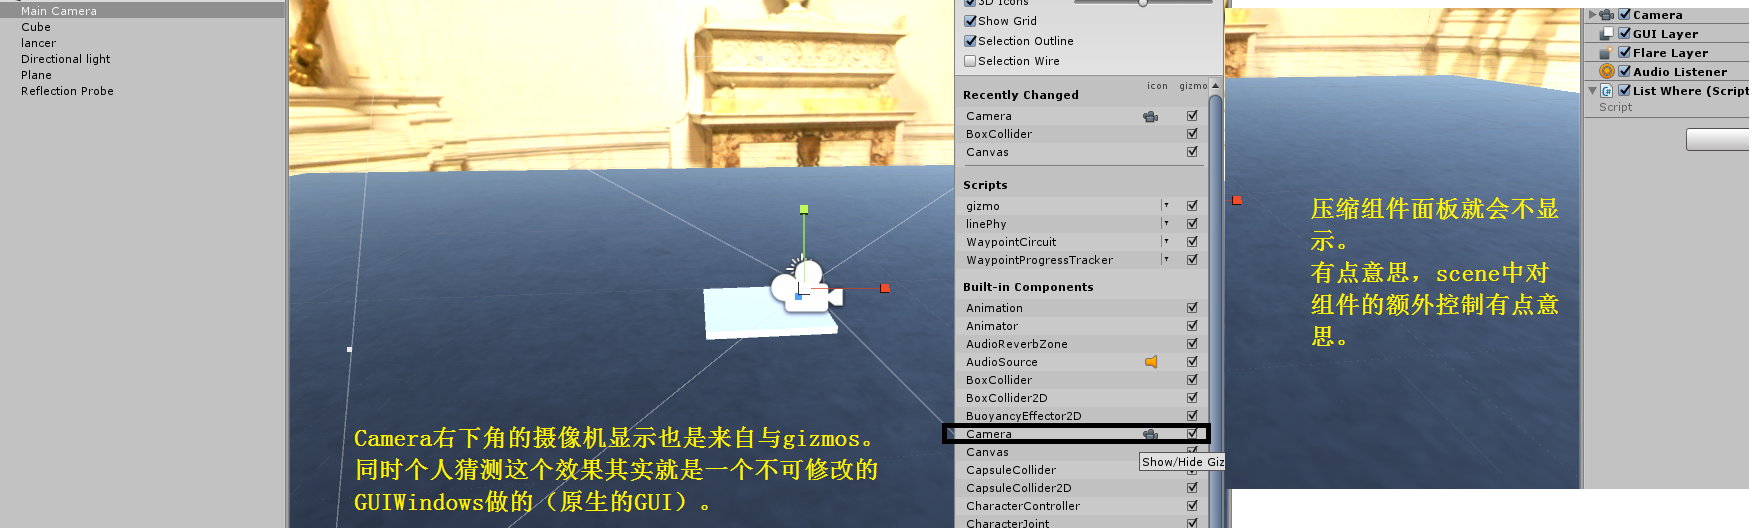 Main Camera
Cube
lancer
Directional light
Plane
Reflection Probe
Camera右下角的摄像机显示也是来自与gizmos。
同时个人猜测这个效果其实就是一个不可修改的
GUIWindows做的（原生的GUI）。
3D Icons
Show Grid
Selection Outline
Selection Wire
icon gizmo
Recently Changed
Camera
BoxCollider
Canvas
Scripts
gizmo
linePhy
WaypointCircuit
WaypointProgressTracker
Built-in Components
Animation
Animator
AudioReverbZone
AudioSource
BoxCollider
BoxCollider2D
BuoyancyEffector2D
Camera
Canvas
Show/Hide Giz
CapsuleCollider
CapsuleCollider2D
CharacterController
CharacterJoint
压缩组件面板就会不显
示。
有点意思，scene中对
组件的额外控制有点意
思。
Camera
GUI Layer
Flare Layer
Audio Listener
List Where (Script
Script